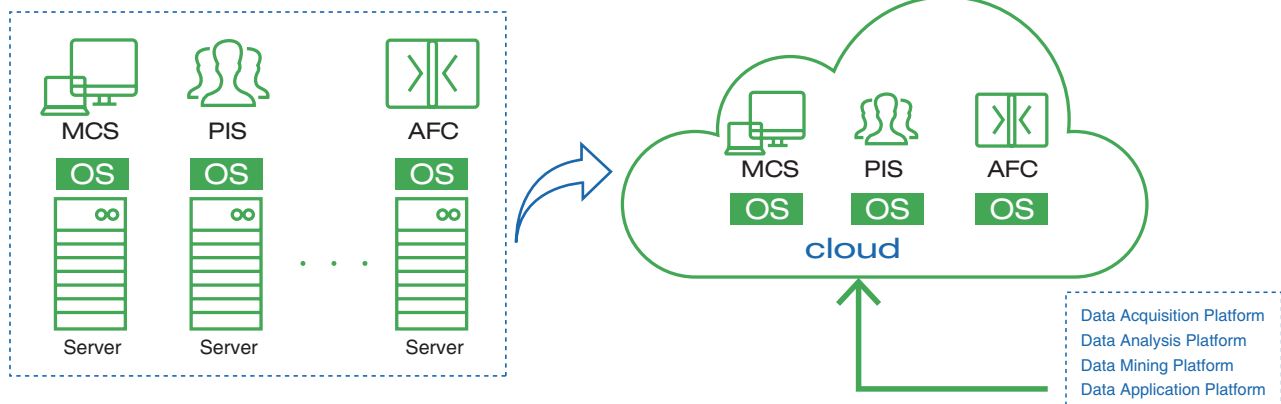 MCS PIS AFC
OS OS OS
Server Server Server
MCS PIS AFC
OS OS OS
cloud
Data Acquisition Platform
Data Analysis Platform
Data Mining Platform
Data Application Platform